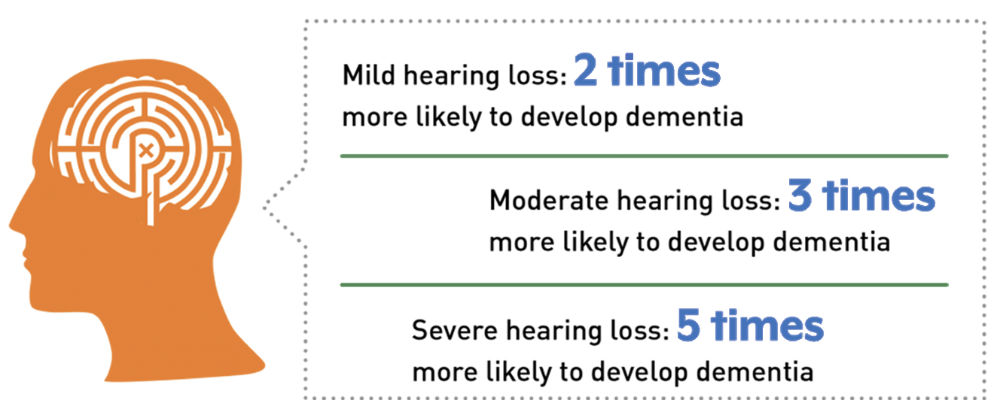 Mild hearing loss: 2 times
more likely to develop dementia
Moderate hearing loss: 3 times
more likely to develop dementia
Severe hearing loss: 5 times
more likely to develop dementia